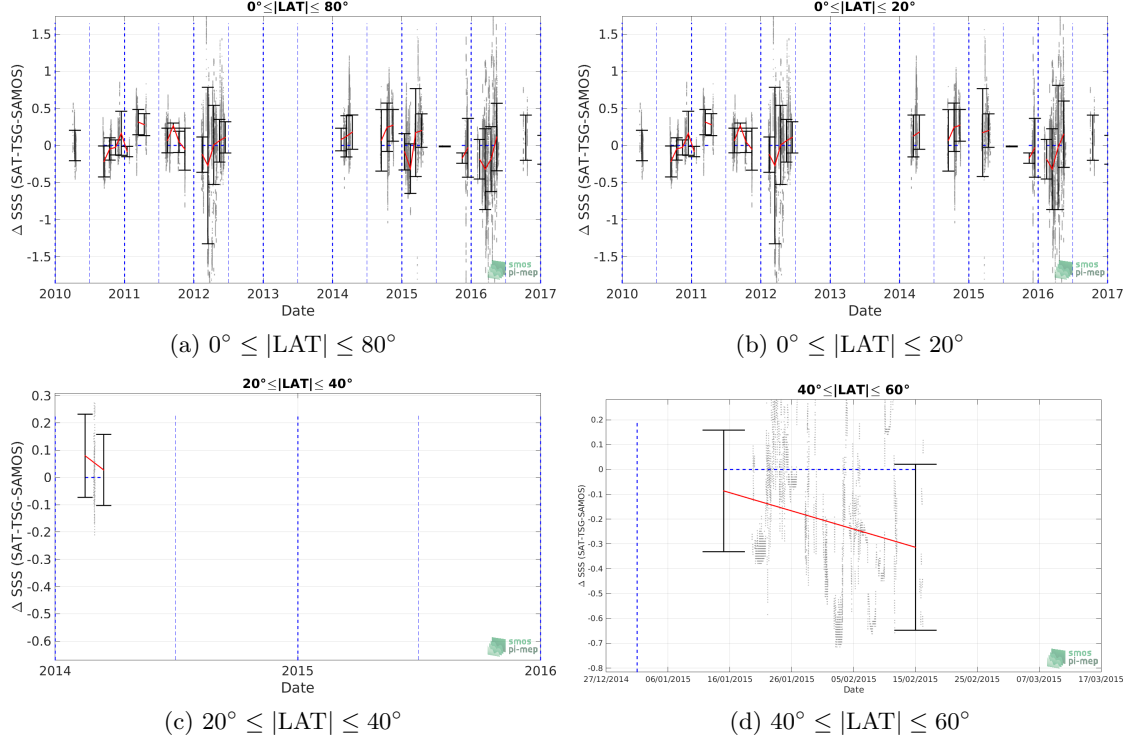 0°≤|LAT|≤ 80°
Δ SSS (SAT-TSG-SAMOS)
1.5
1
0.5
0
-0.5
-1
-1.5
2010 2011 2012 2013 2014 2015 2016 2017
Date
smos
pi-mep
(a) 0° ≤ |LAT| ≤ 80°
0°≤|LAT|≤ 20°
Δ SSS (SAT-TSG-SAMOS)
1.5
1
0.5
0
-0.5
-1
-1.5
2010 2011 2012 2013 2014 2015 2016 2017
Date
smos
pi-mep
(b) 0° ≤ |LAT| ≤ 20°
20°≤|LAT|≤ 40°
Δ SSS (SAT-TSG-SAMOS)
0.3
0.2
0.1
0
-0.1
-0.2
-0.3
-0.4
-0.5
-0.6
2014 2015 2016
Date
smos
pi-mep
(c) 20° ≤ |LAT| ≤ 40°
40°≤|LAT|≤ 60°
Δ SSS (SAT-TSG-SAMOS)
0.2
0.1
0
-0.1
-0.2
-0.3
-0.4
-0.5
-0.6
-0.7
-0.8
27/12/2014 06/01/2015 16/01/2015 26/01/2015 05/02/2015 15/02/2015 25/02/2015 07/03/2015 17/03/2015
Date
smos
pi-mep
(d) 40° ≤ |LAT| ≤ 60°